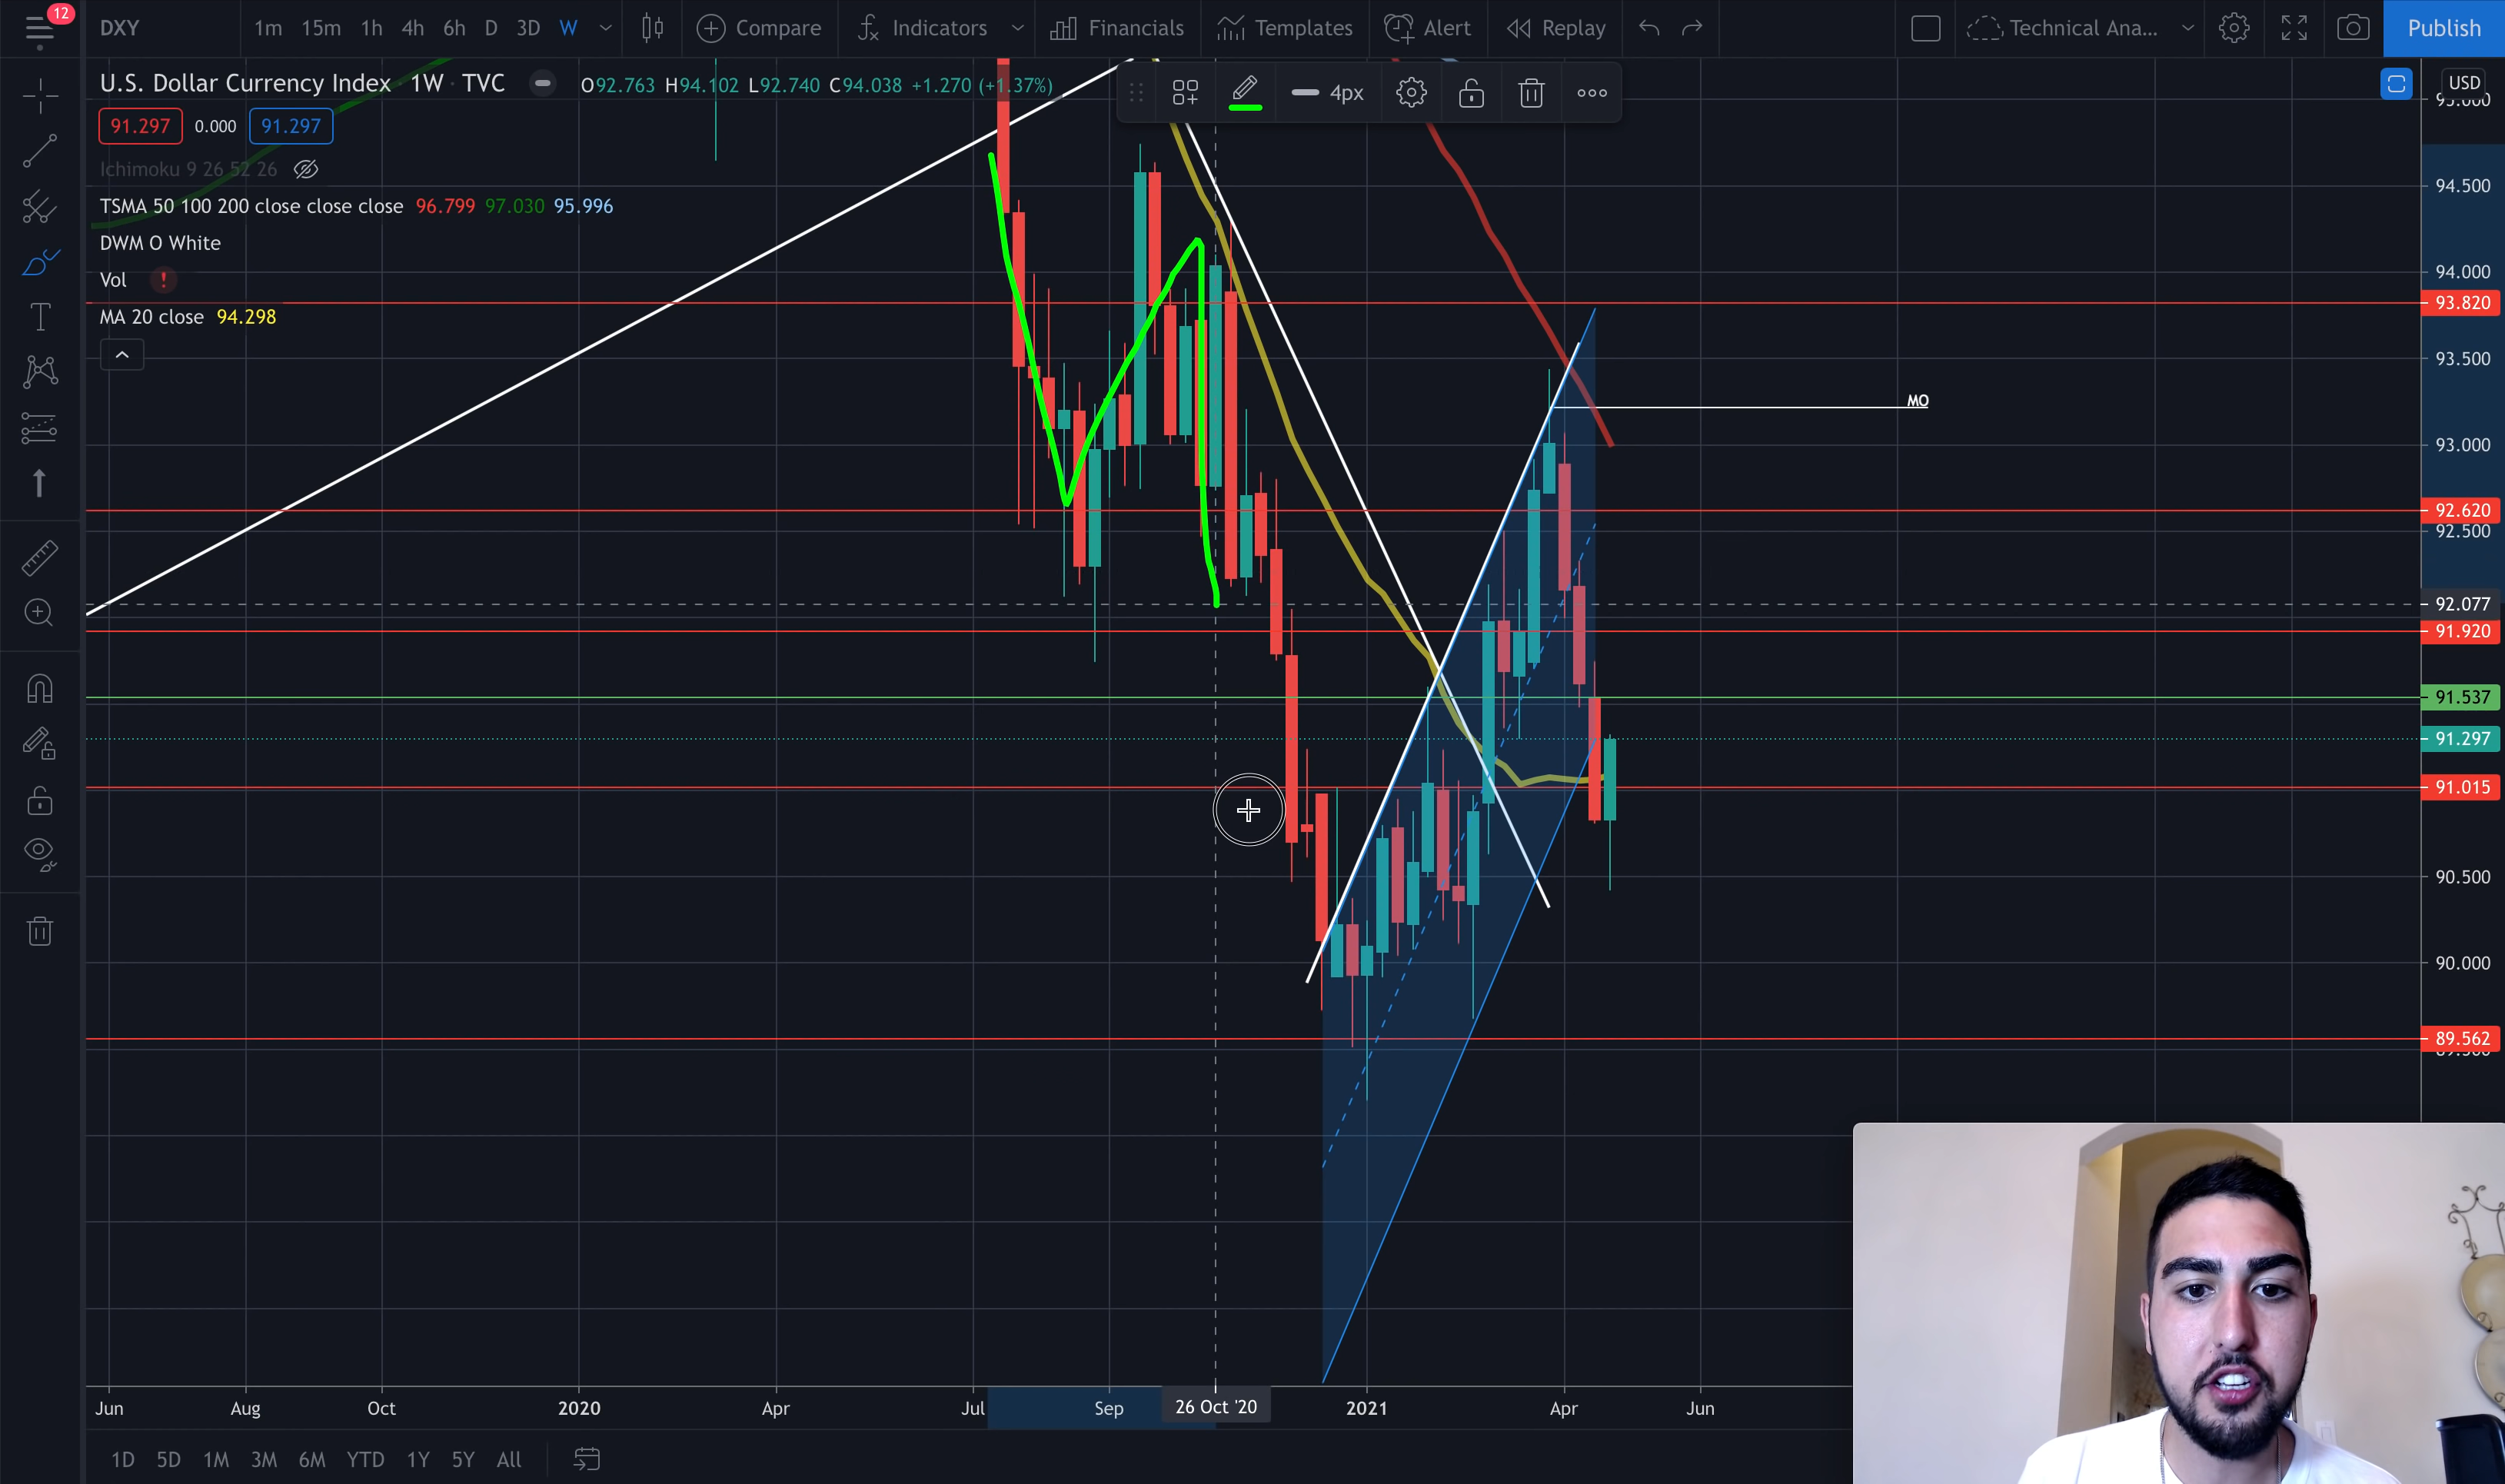 12
DXY 1m 15m 1h 4h 6h D 3D W Compare Indicators Financials Templates Alert Replay Technical Ana... Publish
U.S. Dollar Currency Index · 1W · TVC O92.763 H94.102 L92.740 C94.038 +1.270 (+1.37%)
4px
USD
91.297 0.000 91.297
Ichimoku 9 26 52 26
TSMA 50 100 200 close close close 96.799 97.030 95.996
DWM O White
Vol !
MA 20 close 94.298
95.000
94.500
94.000
93.820
93.500
MO
93.000
92.620
92.500
92.077
91.920
91.537
91.297
91.015
90.500
90.000
89.562
89.500
Jun Aug Oct 2020 Apr Jul Sep 26 Oct '20 2021 Apr Jun
1D 5D 1M 3M 6M YTD 1Y 5Y All